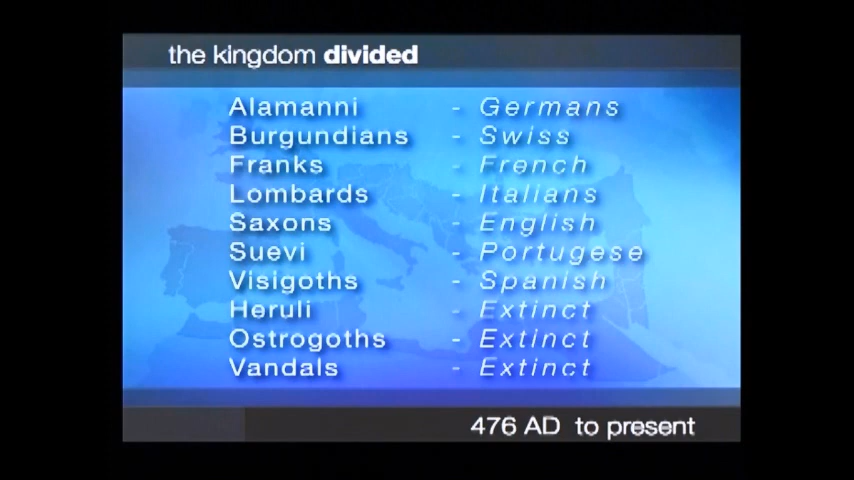 the kingdom divided
Alamanni - Germans
Burgundians - Swiss
Franks - French
Lombards - Italians
Saxons - English
Suevi - Portugese
Visigoths - Spanish
Heruli - Extinct
Ostrogoths - Extinct
Vandals - Extinct
476 AD to present